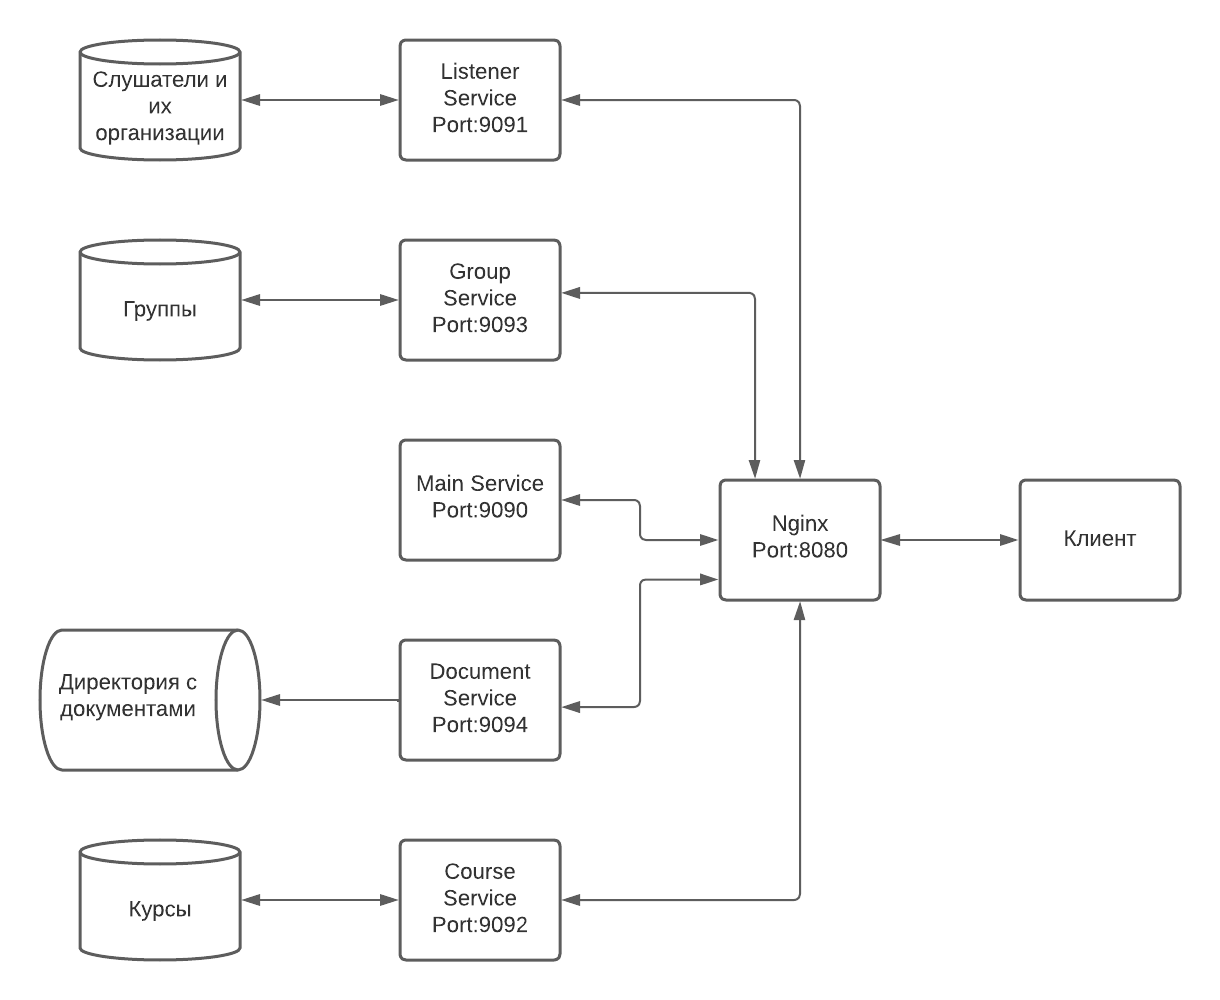 Слушатели и
их
организации
Listener
Service
Port:9091
Группы
Group
Service
Port:9093
Main Service
Port:9090
Nginx
Port:8080
Клиент
Директория с
документами
Document
Service
Port:9094
Курсы
Course
Service
Port:9092